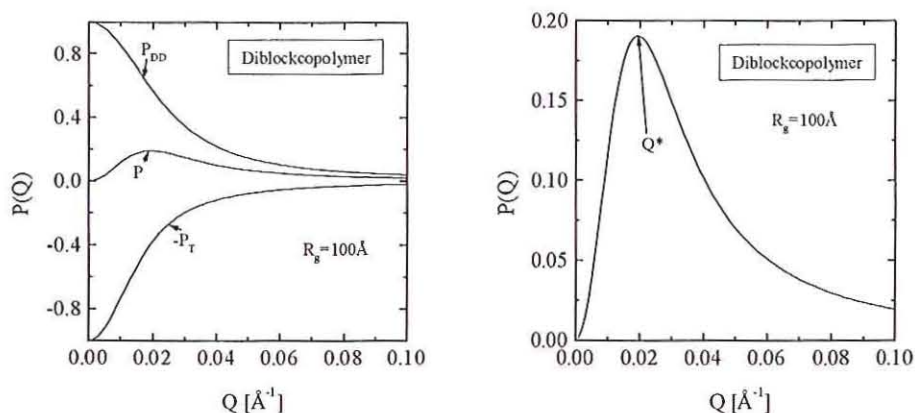 P(Q)
0.8
0.4
0.0
-0.4
-0.8
P_DD
Diblockcopolymer
P
-P_T
R_g=100Å
0.00 0.02 0.04 0.06 0.08 0.10
Q [Å⁻¹]
P(Q)
0.20
0.15
0.10
0.05
0.00
Diblockcopolymer
R_g=100Å
Q*
0.00 0.02 0.04 0.06 0.08 0.10
Q [Å⁻¹]